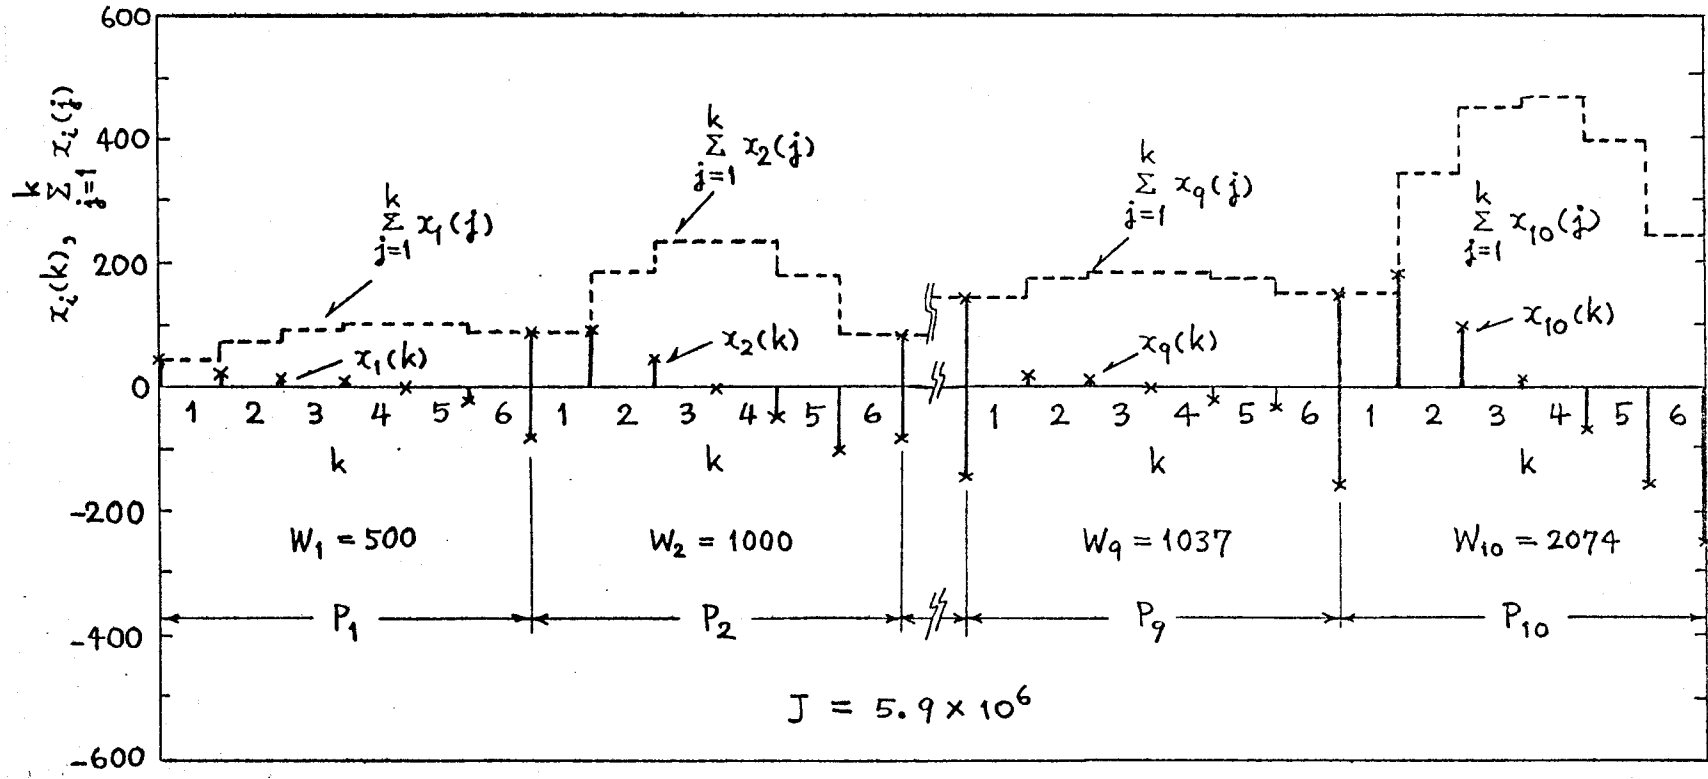 600
400
200
0
-200
-400
-600
x_i(k), Σ_{j=1}^{k} x_i(j)
Σ_{j=1}^{k} x_1(j)
Σ_{j=1}^{k} x_2(j)
Σ_{j=1}^{k} x_9(j)
Σ_{j=1}^{k} x_10(j)
x_1(k)
x_2(k)
x_9(k)
x_10(k)
1 2 3 4 5 6 1 2 3 4 5 6 1 2 3 4 5 6 1 2 3 4 5 6
k k k k
W_1 = 500 W_2 = 1000 W_9 = 1037 W_10 = 2074
P_1 P_2 P_9 P_10
J = 5.9 × 10^6